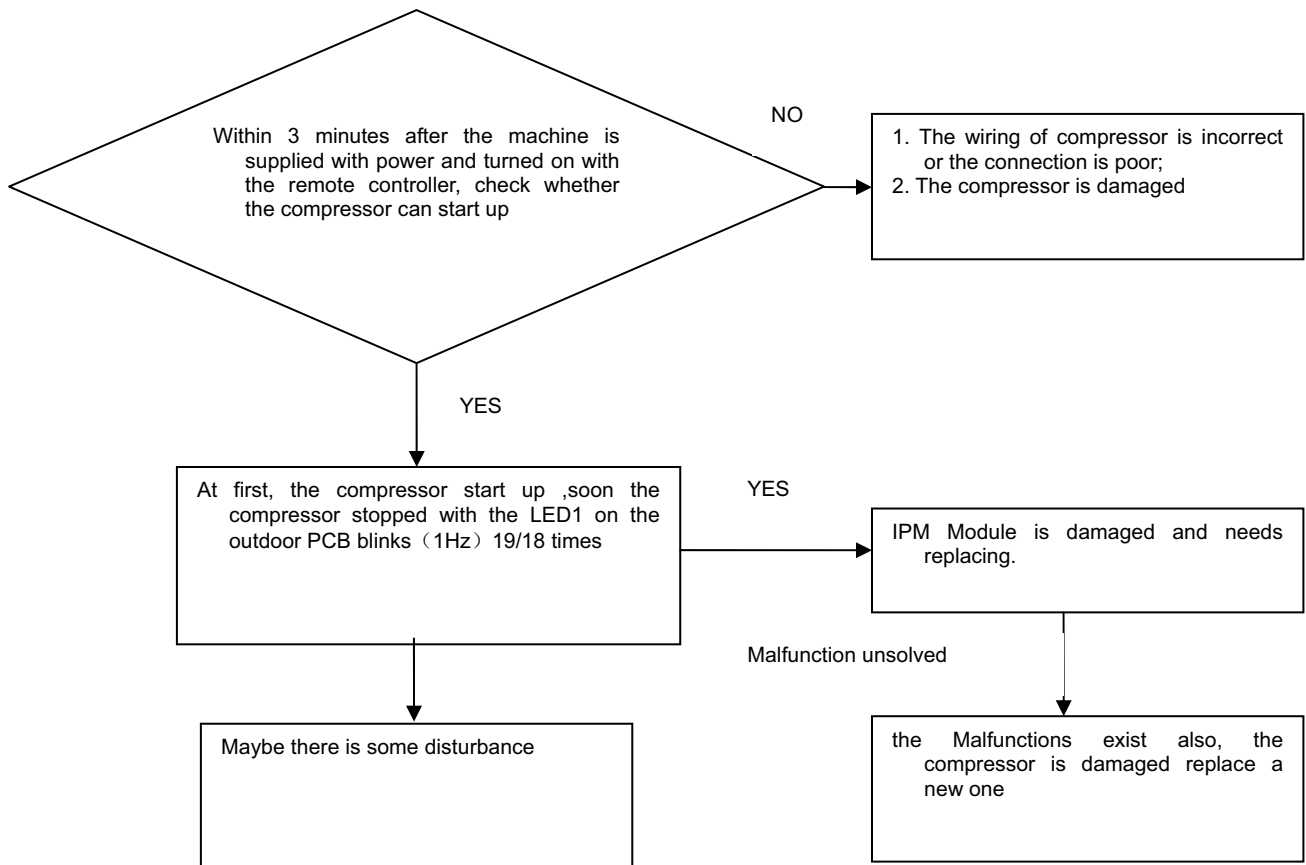 Within 3 minutes after the machine is
supplied with power and turned on with
the remote controller, check whether
the compressor can start up
NO
1. The wiring of compressor is incorrect
or the connection is poor;
2. The compressor is damaged
YES
At first, the compressor start up ,soon the
compressor stopped with the LED1 on the
outdoor PCB blinks（1Hz）19/18 times
YES
IPM Module is damaged and needs
replacing.
Malfunction unsolved
Maybe there is some disturbance
the Malfunctions exist also, the
compressor is damaged replace a
new one